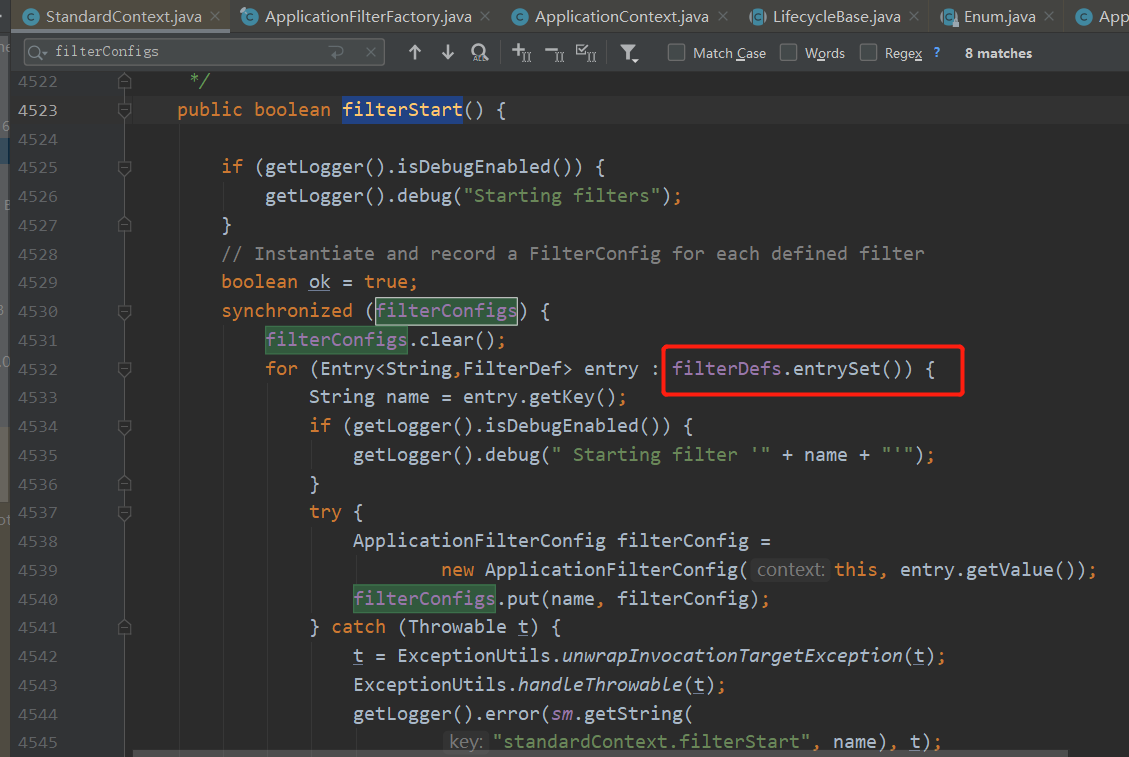 StandardContext.java × ApplicationFilterFactory.java × ApplicationContext.java × LifecycleBase.java × Enum.java × App
filterConfigs Match Case Words Regex ? 8 matches
4522 */
4523 public boolean filterStart() {
4524
4525 if (getLogger().isDebugEnabled()) {
4526 getLogger().debug("Starting filters");
4527 }
4528 // Instantiate and record a FilterConfig for each defined filter
4529 boolean ok = true;
4530 synchronized (filterConfigs) {
4531 filterConfigs.clear();
4532 for (Entry<String,FilterDef> entry : filterDefs.entrySet()) {
4533 String name = entry.getKey();
4534 if (getLogger().isDebugEnabled()) {
4535 getLogger().debug(" Starting filter '" + name + "'");
4536 }
4537 try {
4538 ApplicationFilterConfig filterConfig =
4539 new ApplicationFilterConfig( context: this, entry.getValue());
4540 filterConfigs.put(name, filterConfig);
4541 } catch (Throwable t) {
4542 t = ExceptionUtils.unwrapInvocationTargetException(t);
4543 ExceptionUtils.handleThrowable(t);
4544 getLogger().error(sm.getString(
4545 key: "standardContext.filterStart", name), t);